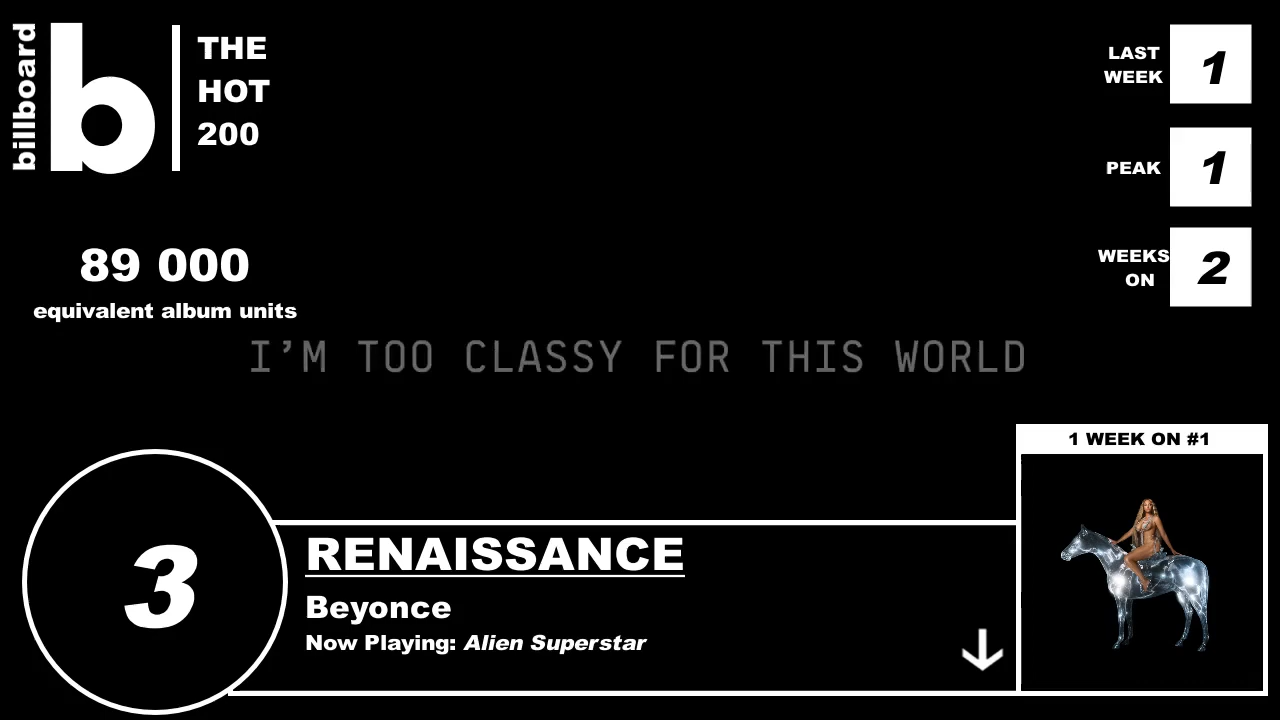 billboard
b
THE
HOT
200
LAST
WEEK
1
PEAK
1
WEEKS
ON
2
89 000
equivalent album units
I’M TOO CLASSY FOR THIS WORLD
1 WEEK ON #1
3
RENAISSANCE
Beyonce
Now Playing: Alien Superstar